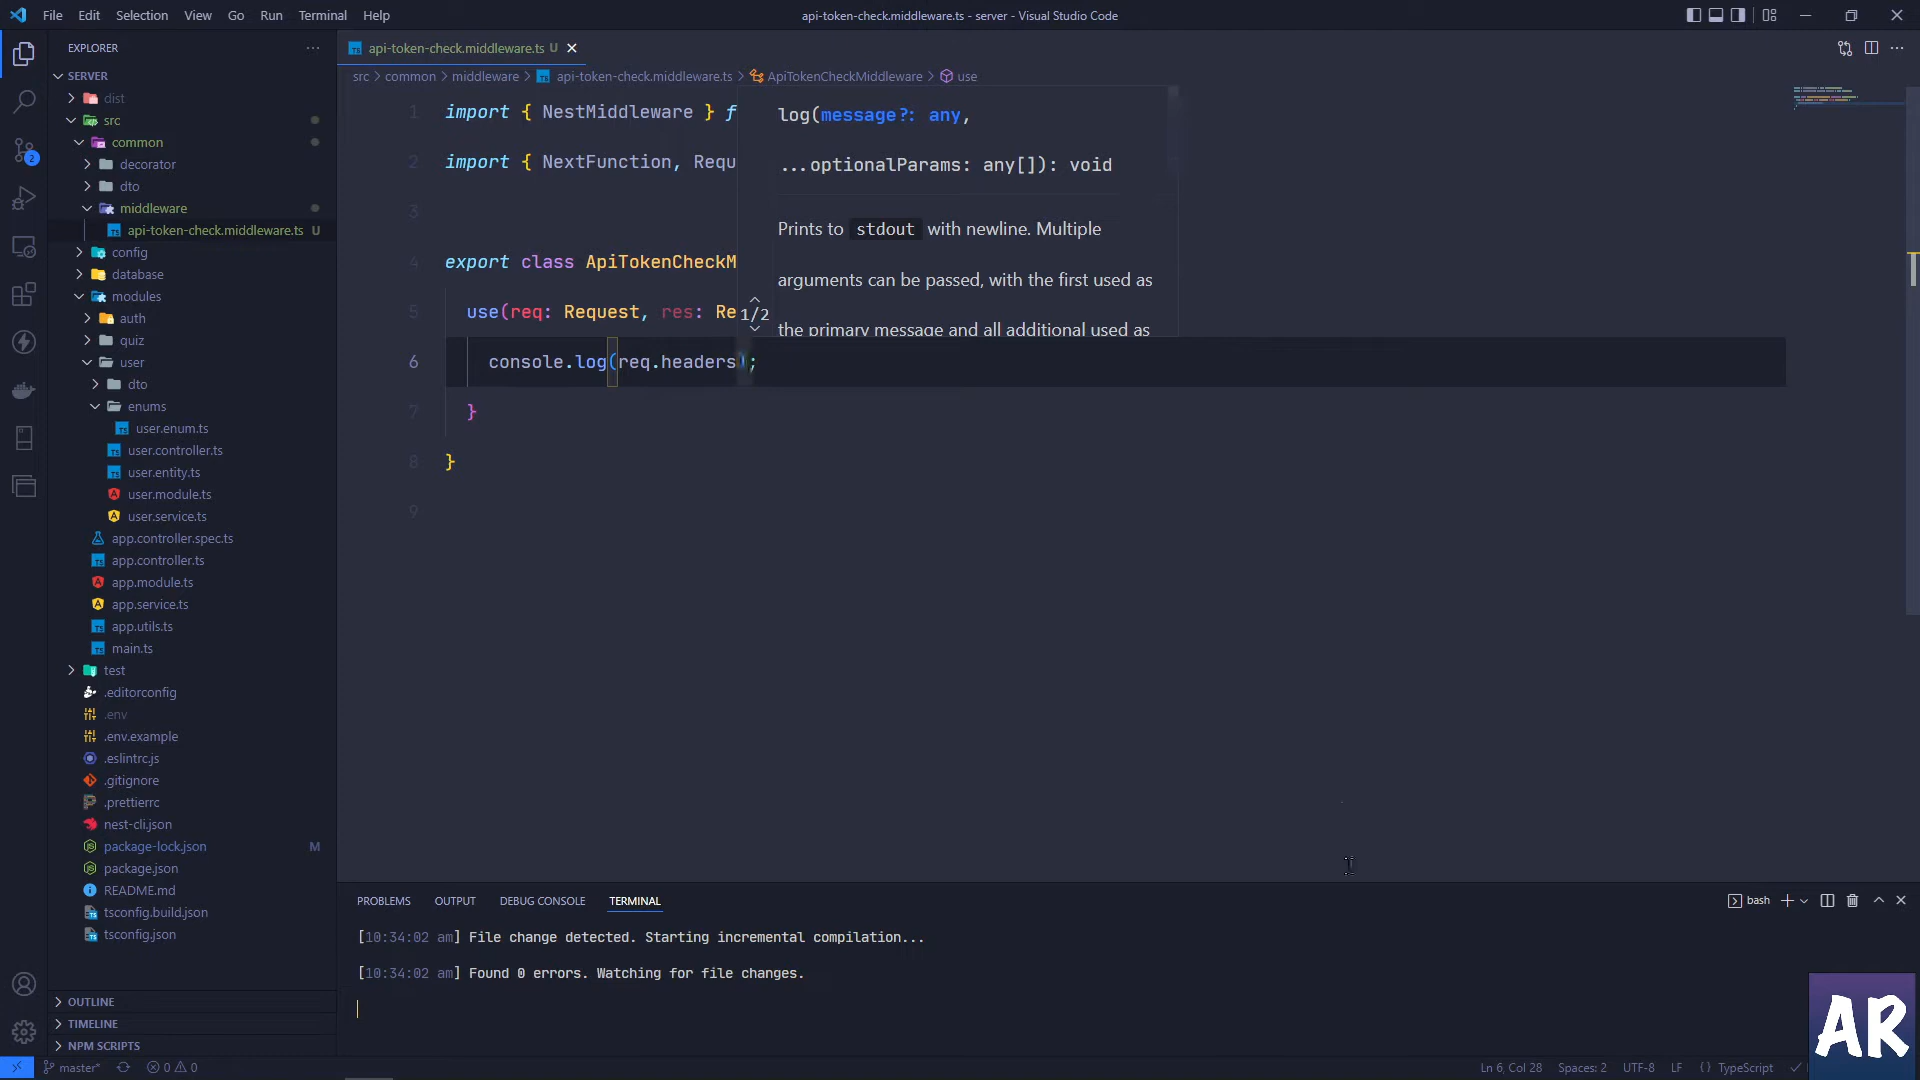 File Edit Selection View Go Run Terminal Help
api-token-check.middleware.ts - server - Visual Studio Code
EXPLORER
SERVER
dist
src
common
decorator
dto
middleware
api-token-check.middleware.ts U
config
database
modules
auth
quiz
user
dto
enums
user.enum.ts
user.controller.ts
user.entity.ts
user.module.ts
user.service.ts
app.controller.spec.ts
app.controller.ts
app.module.ts
app.service.ts
app.utils.ts
main.ts
test
.editorconfig
.env
.env.example
.eslintrc.js
.gitignore
.prettierrc
nest-cli.json
package-lock.json M
package.json
README.md
tsconfig.build.json
tsconfig.json
OUTLINE
TIMELINE
NPM SCRIPTS
2
api-token-check.middleware.ts U
src > common > middleware > api-token-check.middleware.ts > ApiTokenCheckMiddleware > use
1 import { NestMiddleware } f
2 import { NextFunction, Requ
3
4 export class ApiTokenCheckM
5 use(req: Request, res: Re
6 console.log(req.headers);
7 }
8 }
9
log(message?: any,
...optionalParams: any[]): void
Prints to stdout with newline. Multiple
arguments can be passed, with the first used as
the primary message and all additional used as
1/2
PROBLEMS OUTPUT DEBUG CONSOLE TERMINAL
bash
[10:34:02 am] File change detected. Starting incremental compilation...
[10:34:02 am] Found 0 errors. Watching for file changes.
AR
master* 0 0
Ln 6, Col 28 Spaces: 2 UTF-8 LF { } TypeScript